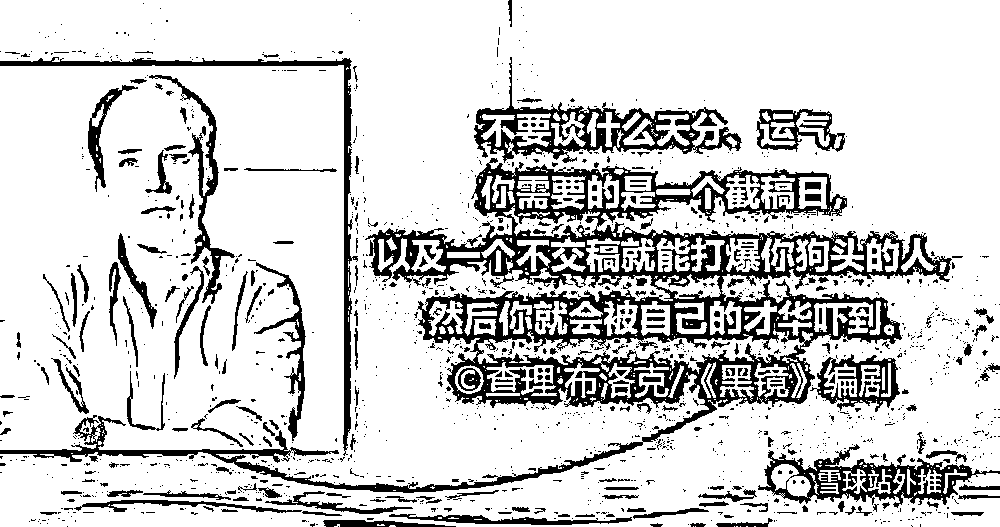 不要谈什么天分、运气，
你需要的是一个截稿日，
以及一个不交稿就能打爆你狗头的人，
然后你就会被自己的才华吓到。
©查理 布洛克/《黑镜》编剧
雪球站外推广